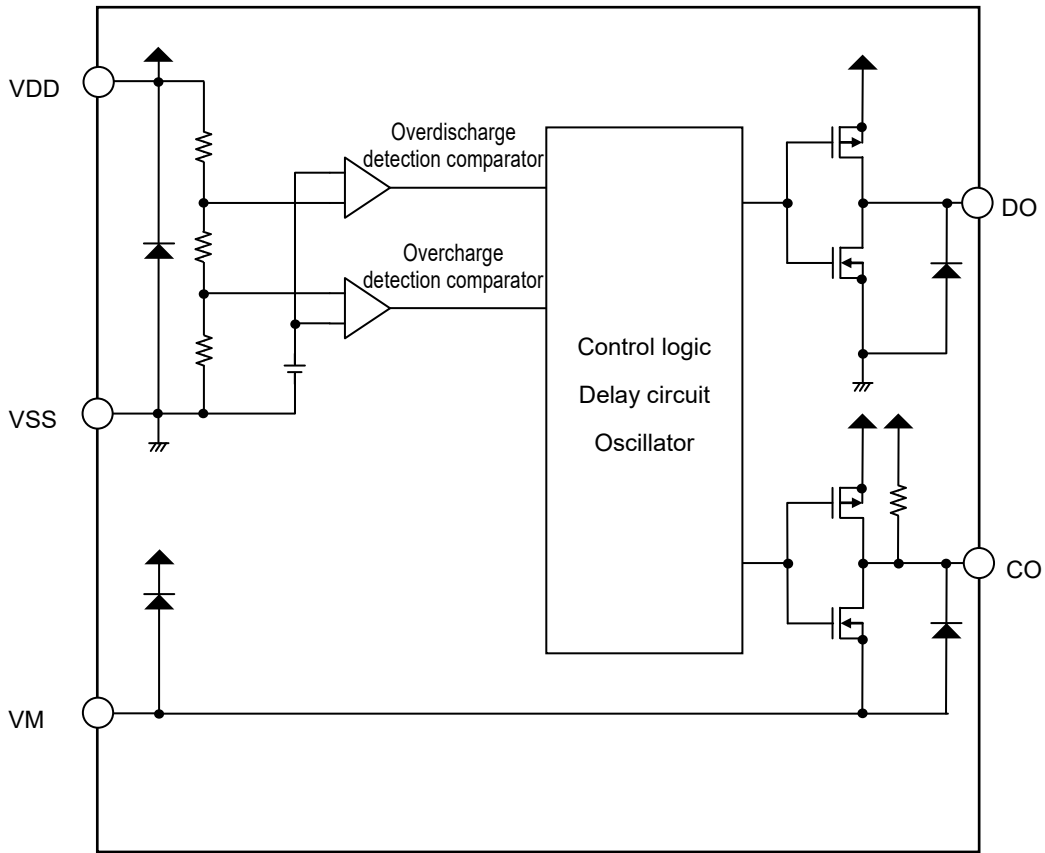 VDD
Overdischarge
detection comparator
DO
Overcharge
detection comparator
Control logic
Delay circuit
Oscillator
VSS
CO
VM